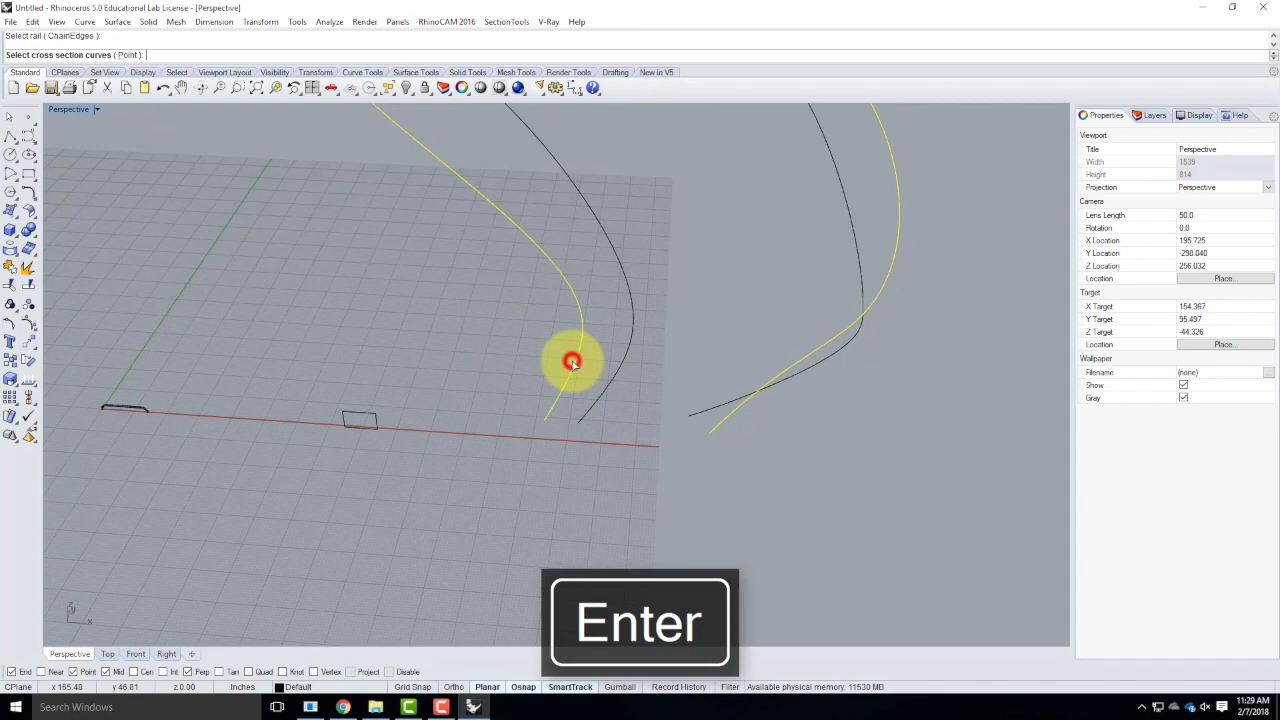 Untitled - Rhinoceros 5.0 Educational Lab License - [Perspective]
File Edit View Curve Surface Solid Mesh Dimension Transform Tools Analyze Render Panels RhinoCAM 2016 SectionTools V-Ray Help
Select rail ( ChainEdges ):
Select cross section curves ( Point ):
Standard CPlanes Set View Display Select Viewport Layout Visibility Transform Curve Tools Surface Tools Solid Tools Mesh Tools Render Tools Drafting New in V5
Perspective
Properties Layers Display Help
Viewport
Title Perspective
Width 1539
Height 814
Projection Perspective
Camera
Lens Length 50.0
Rotation 0.0
X Location 195.725
Y Location -298.040
Z Location 256.032
Location Place...
Target
X Target 154.367
Y Target 95.497
Z Target -44.326
Location Place...
Wallpaper
Filename (none)
Show
Gray
Enter
y
x
Perspective Top Front Right
End Near Point Mid Cen Int Perp Tan Quad Knot Vertex Project Disable
CPlane x 165.48 y 46.81 z 0.00 Inches Default Grid Snap Ortho Planar Osnap SmartTrack Gumball Record History Filter Available physical memory: 11530 MB
Search Windows
11:29 AM
2/7/2018